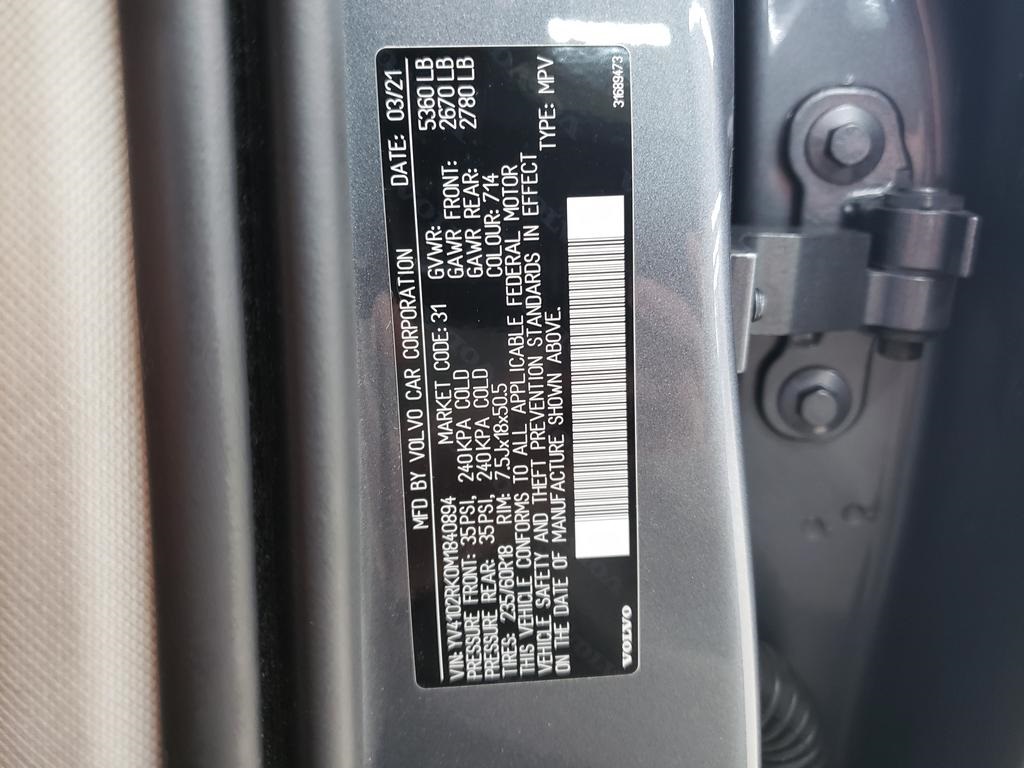 MFD BY VOLVO CAR CORPORATION DATE: 03/21
VIN: YV4102RK0M1840894 MARKET CODE: 31 GVWR: 5360 LB
PRESSURE FRONT: 35PSI, 240KPA COLD GAWR FRONT: 2670 LB
PRESSURE REAR: 35PSI, 240KPA COLD GAWR REAR: 2780 LB
TIRES: 235/60R18 RIM: 7.5Jx18x50.5 COLOUR: 714
THIS VEHICLE CONFORMS TO ALL APPLICABLE FEDERAL MOTOR
VEHICLE SAFETY AND THEFT PREVENTION STANDARDS IN EFFECT
ON THE DATE OF MANUFACTURE SHOWN ABOVE. TYPE: MPV
VOLVO 31689473